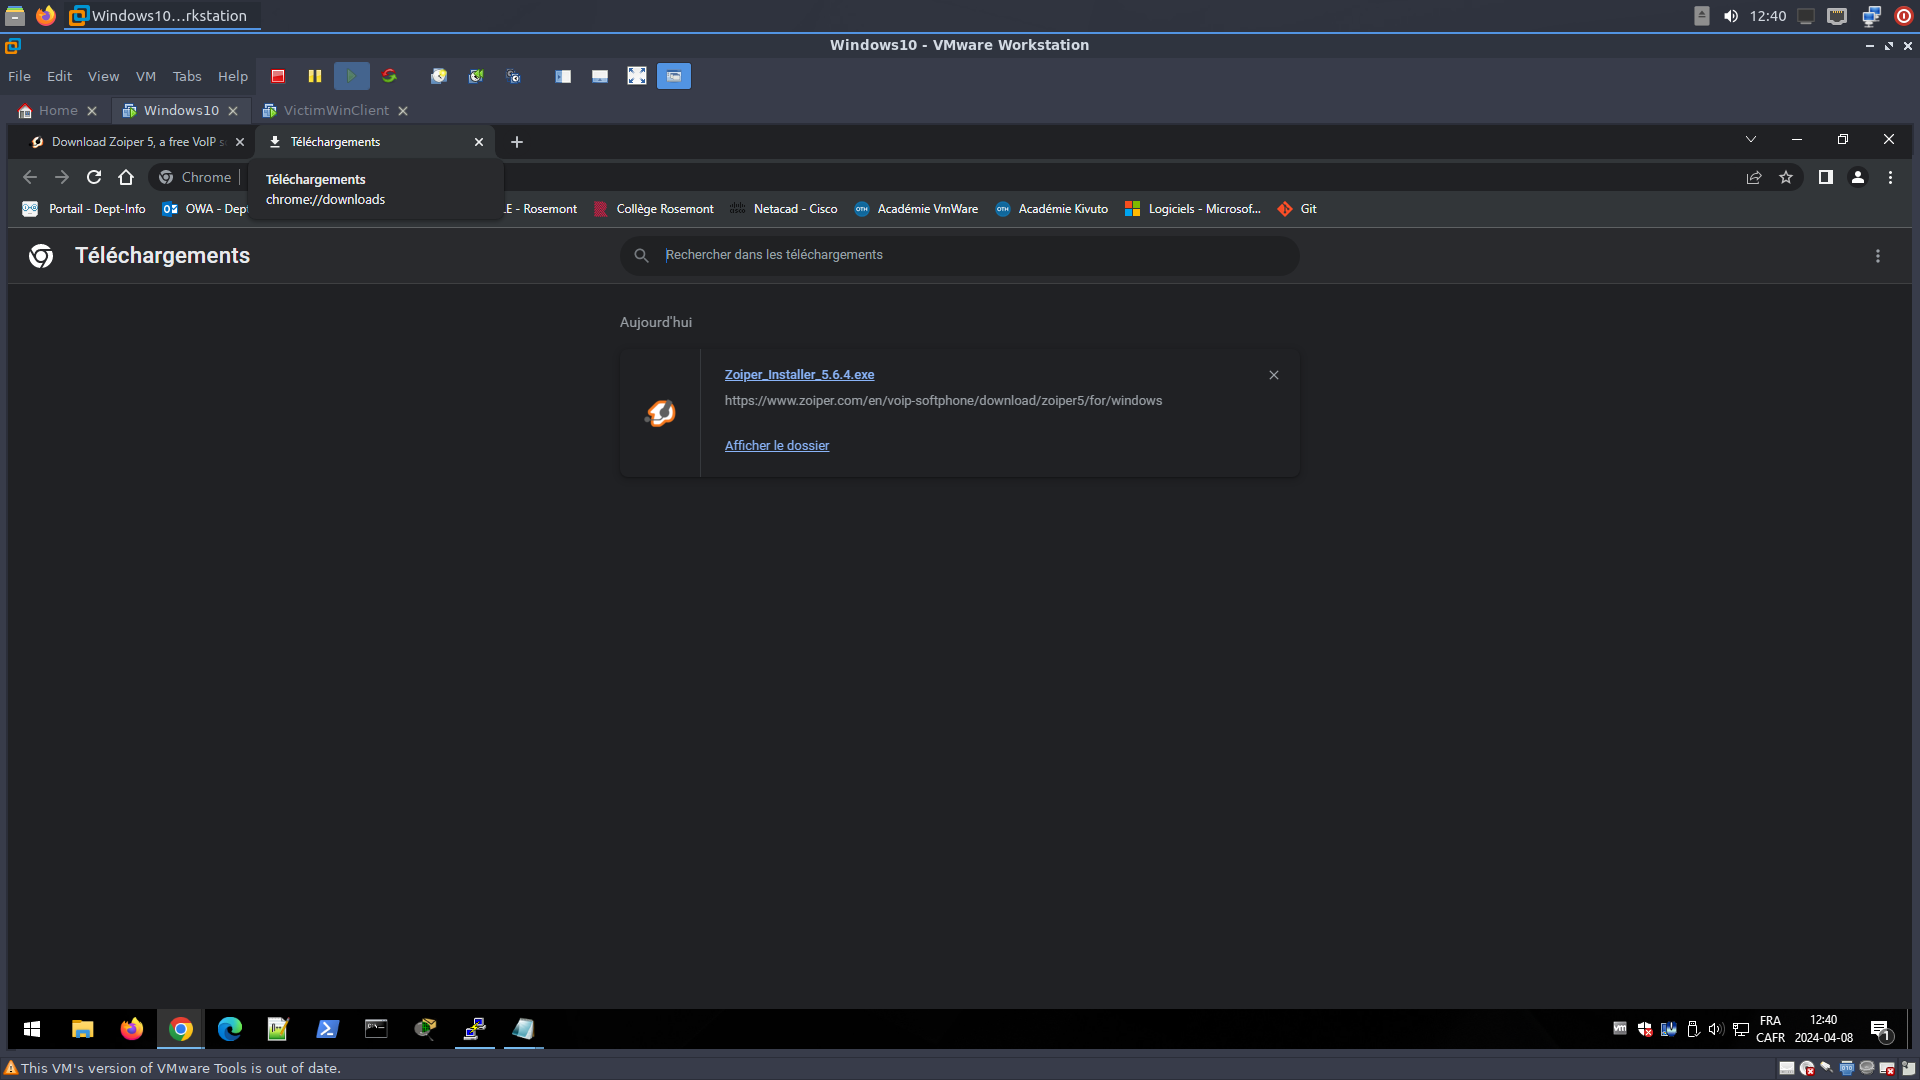 Windows10...rkstation
12:40
Windows10 - VMware Workstation
File Edit View VM Tabs Help
Home
Windows10
VictimWinClient
Download Zoiper 5, a free VoIP s
Téléchargements
Chrome
Téléchargements
chrome://downloads
Portail - Dept-Info
OWA - Dep
LE - Rosemont
Collège Rosemont
Netacad - Cisco
Académie VmWare
Académie Kivuto
Logiciels - Microsof...
Git
Téléchargements
Rechercher dans les téléchargements
Aujourd'hui
Zoiper_Installer_5.6.4.exe
https://www.zoiper.com/en/voip-softphone/download/zoiper5/for/windows
Afficher le dossier
FRA
CAFR
12:40
2024-04-08
1
This VM's version of VMware Tools is out of date.